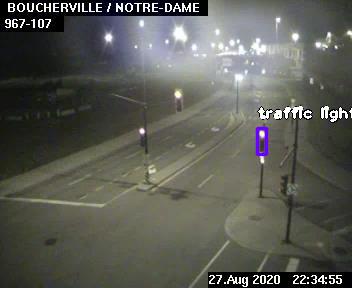 BOUCHERVILLE / NOTRE-DAME
967-107
traffic light
27.Aug 2020 22:34:55